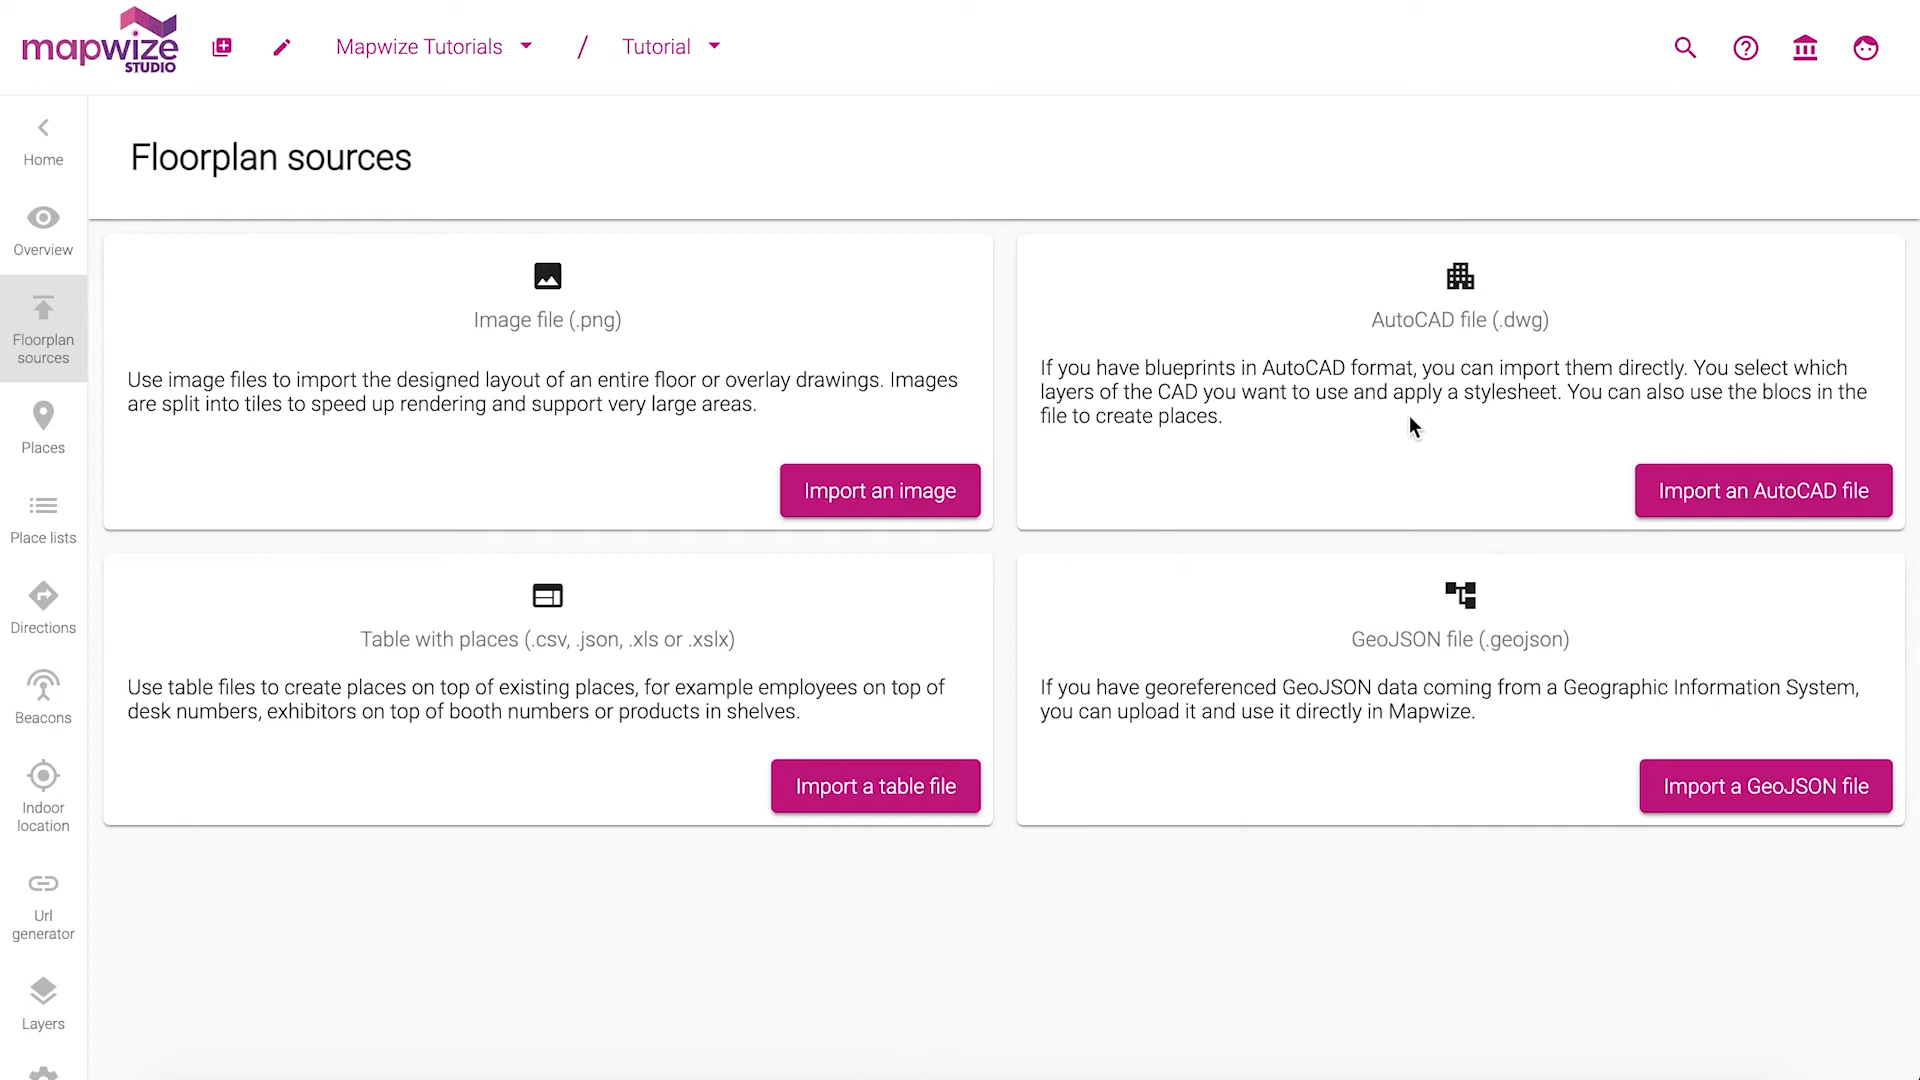 mapwize
STUDIO
Mapwize Tutorials / Tutorial
Home
Overview
Floorplan
sources
Places
Place lists
Directions
Beacons
Indoor
location
Url
generator
Layers
Floorplan sources
Image file (.png)
Use image files to import the designed layout of an entire floor or overlay drawings. Images
are split into tiles to speed up rendering and support very large areas.
Import an image
AutoCAD file (.dwg)
If you have blueprints in AutoCAD format, you can import them directly. You select which
layers of the CAD you want to use and apply a stylesheet. You can also use the blocs in the
file to create places.
Import an AutoCAD file
Table with places (.csv, .json, .xls or .xslx)
Use table files to create places on top of existing places, for example employees on top of
desk numbers, exhibitors on top of booth numbers or products in shelves.
Import a table file
GeoJSON file (.geojson)
If you have georeferenced GeoJSON data coming from a Geographic Information System,
you can upload it and use it directly in Mapwize.
Import a GeoJSON file